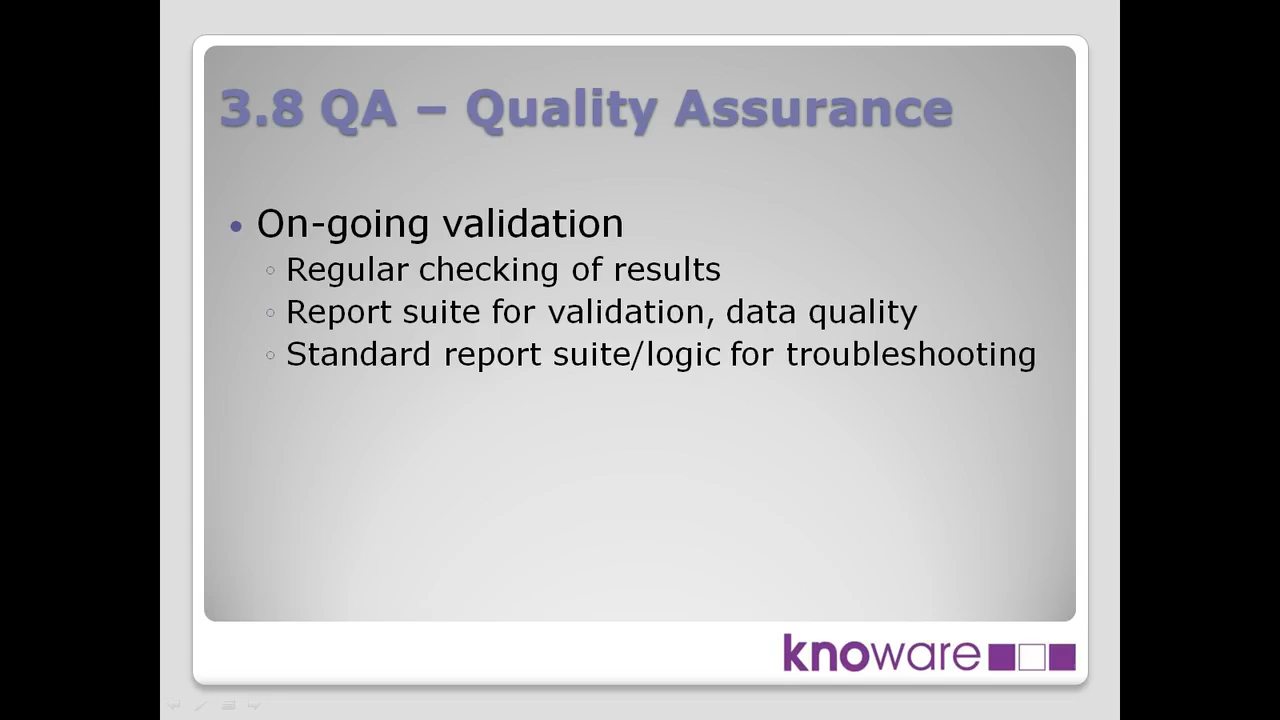 3.8 QA – Quality Assurance
• On-going validation
◦ Regular checking of results
◦ Report suite for validation, data quality
◦ Standard report suite/logic for troubleshooting
knoware